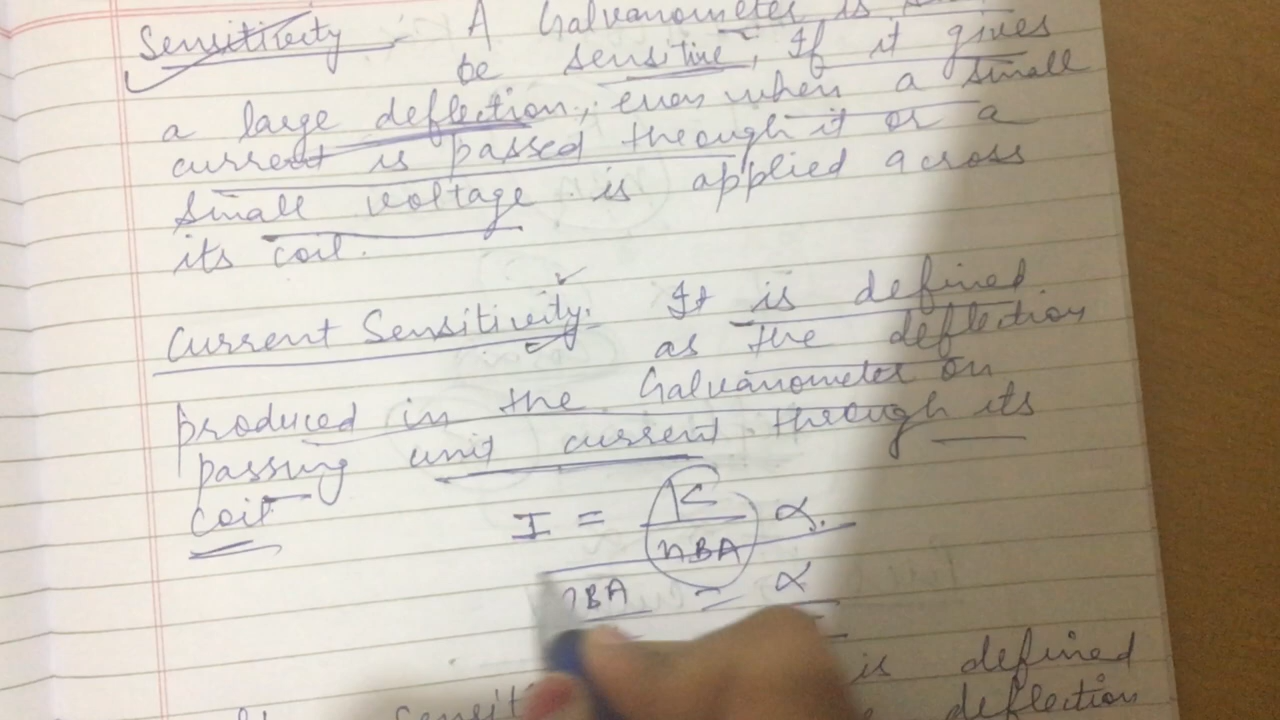 Sensitivity :- A Galvanometer is
be sensitive, If it gives
a large deflection, even when a small
current is passed through it or a
small voltage is applied across
its coil.
Current Sensitivity. It is defined
as the deflection
produced in the Galvanometer on
passing unit current through its
coil
I = K/nBA α.
nBA = α
is defined
deflection